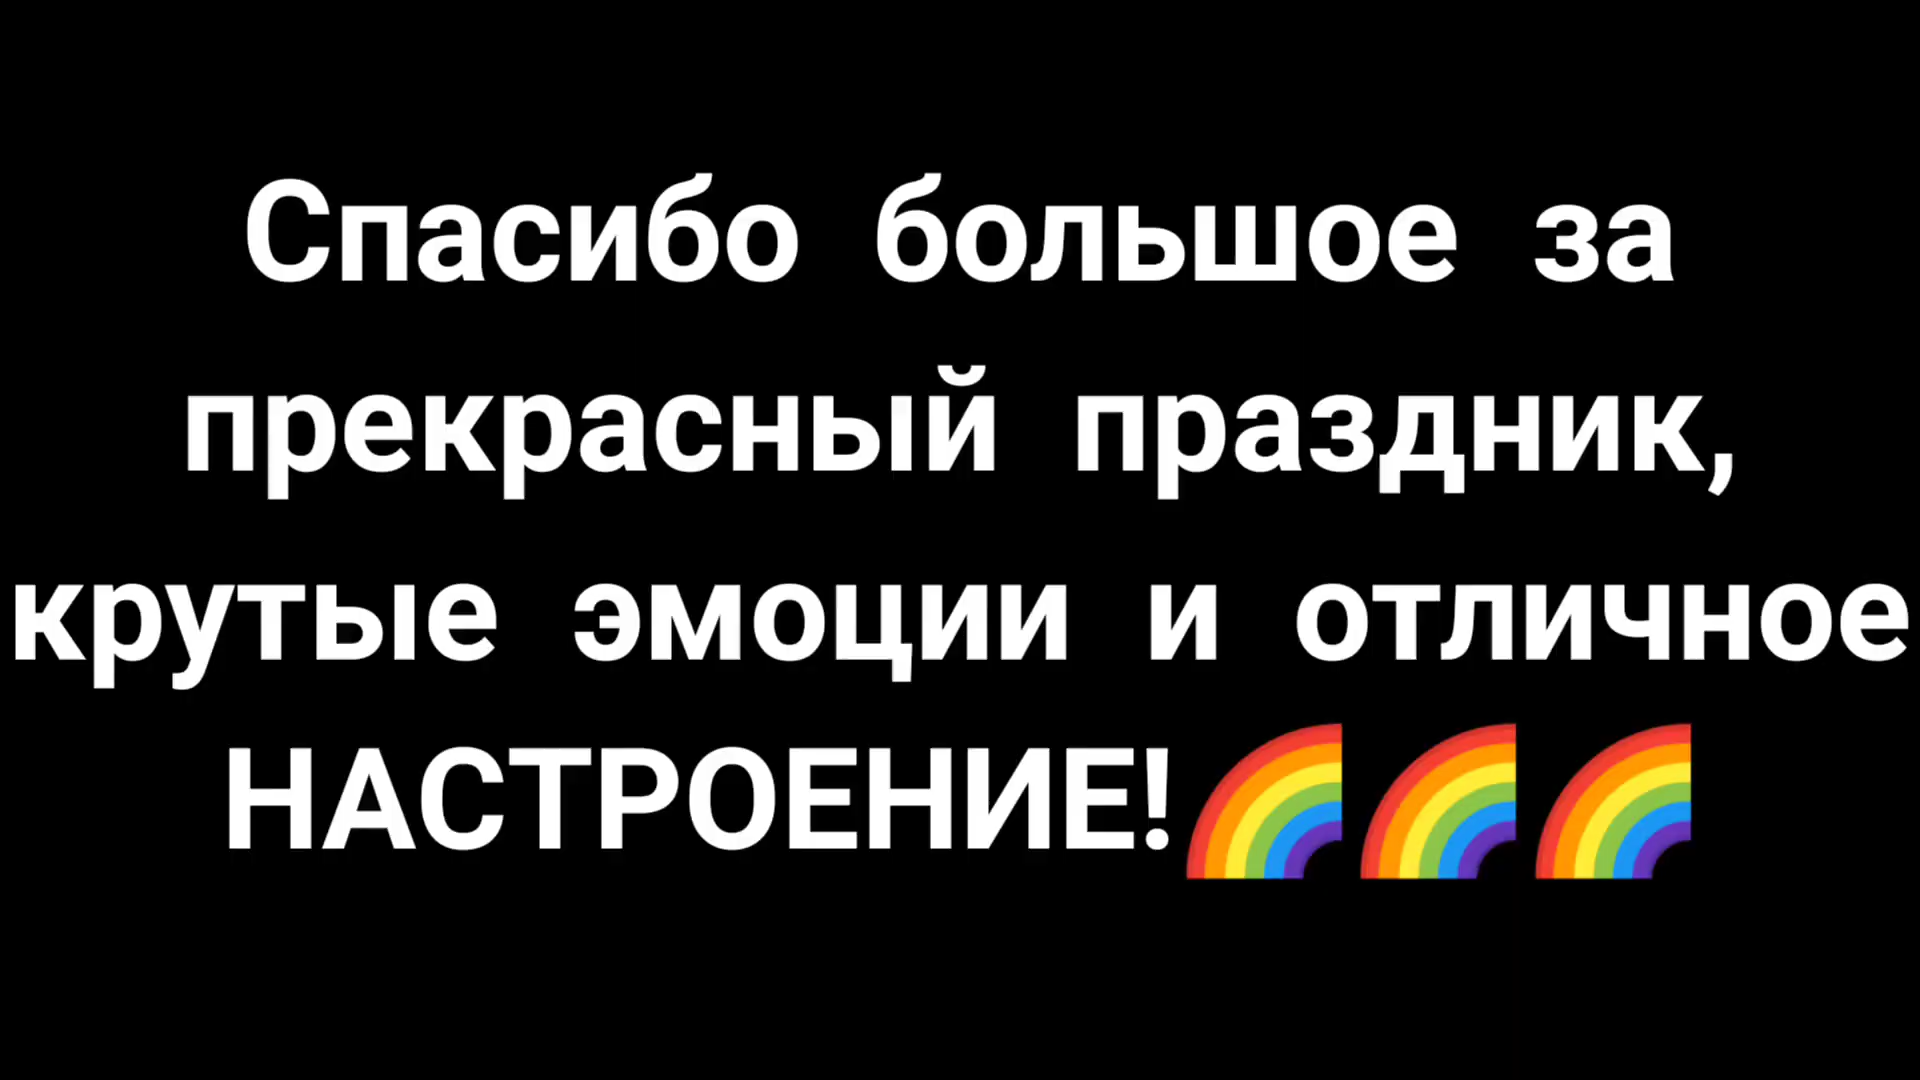 Спасибо большое за
прекрасный праздник,
крутые эмоции и отличное
НАСТРОЕНИЕ!🌈🌈🌈